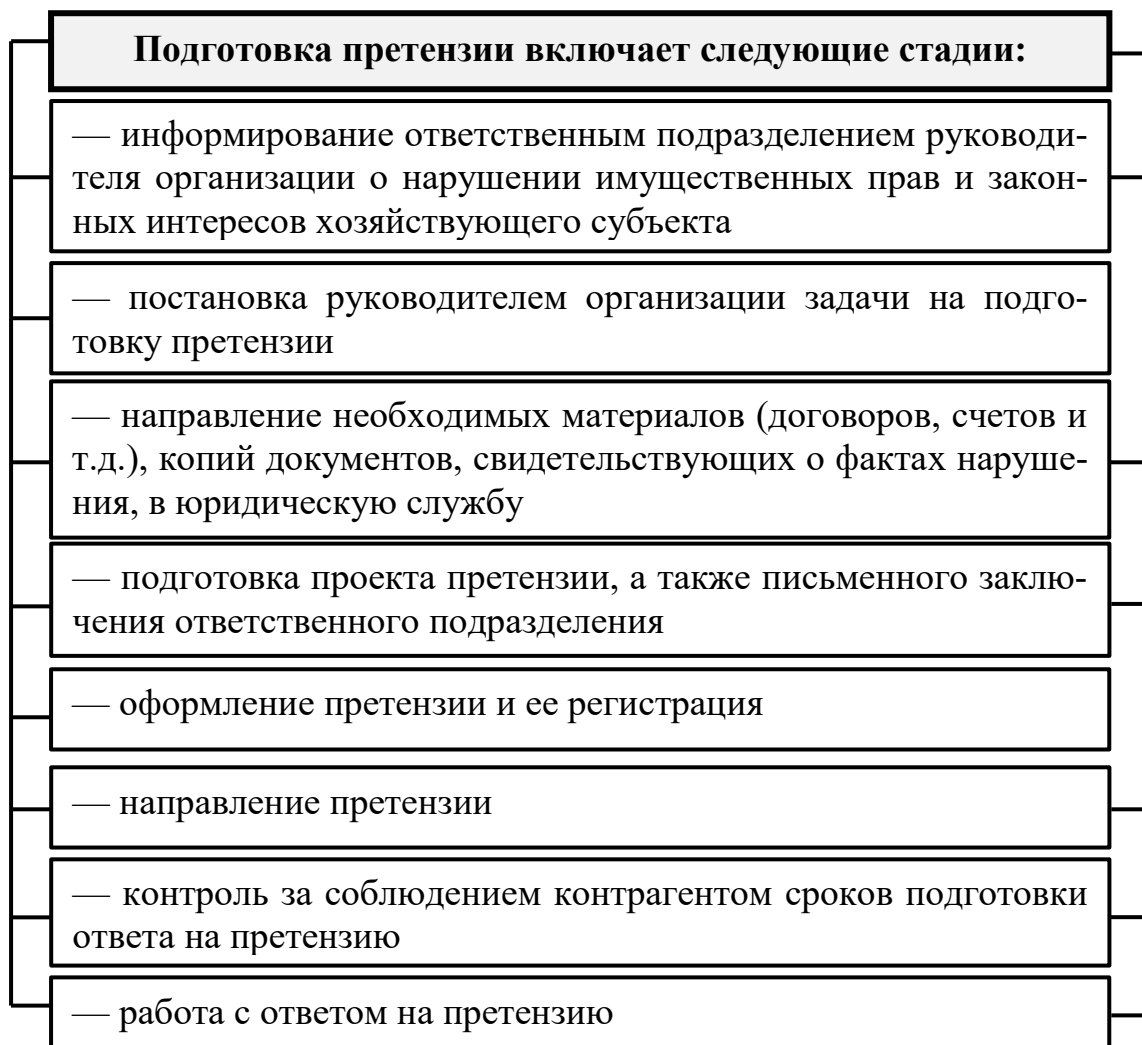 Подготовка претензии включает следующие стадии:
— информирование ответственным подразделением руководи-
теля организации о нарушении имущественных прав и закон-
ных интересов хозяйствующего субъекта
— постановка руководителем организации задачи на подго-
товку претензии
— направление необходимых материалов (договоров, счетов и
т.д.), копий документов, свидетельствующих о фактах наруше-
ния, в юридическую службу
— подготовка проекта претензии, а также письменного заклю-
чения ответственного подразделения
— оформление претензии и ее регистрация
— направление претензии
— контроль за соблюдением контрагентом сроков подготовки
ответа на претензию
— работа с ответом на претензию